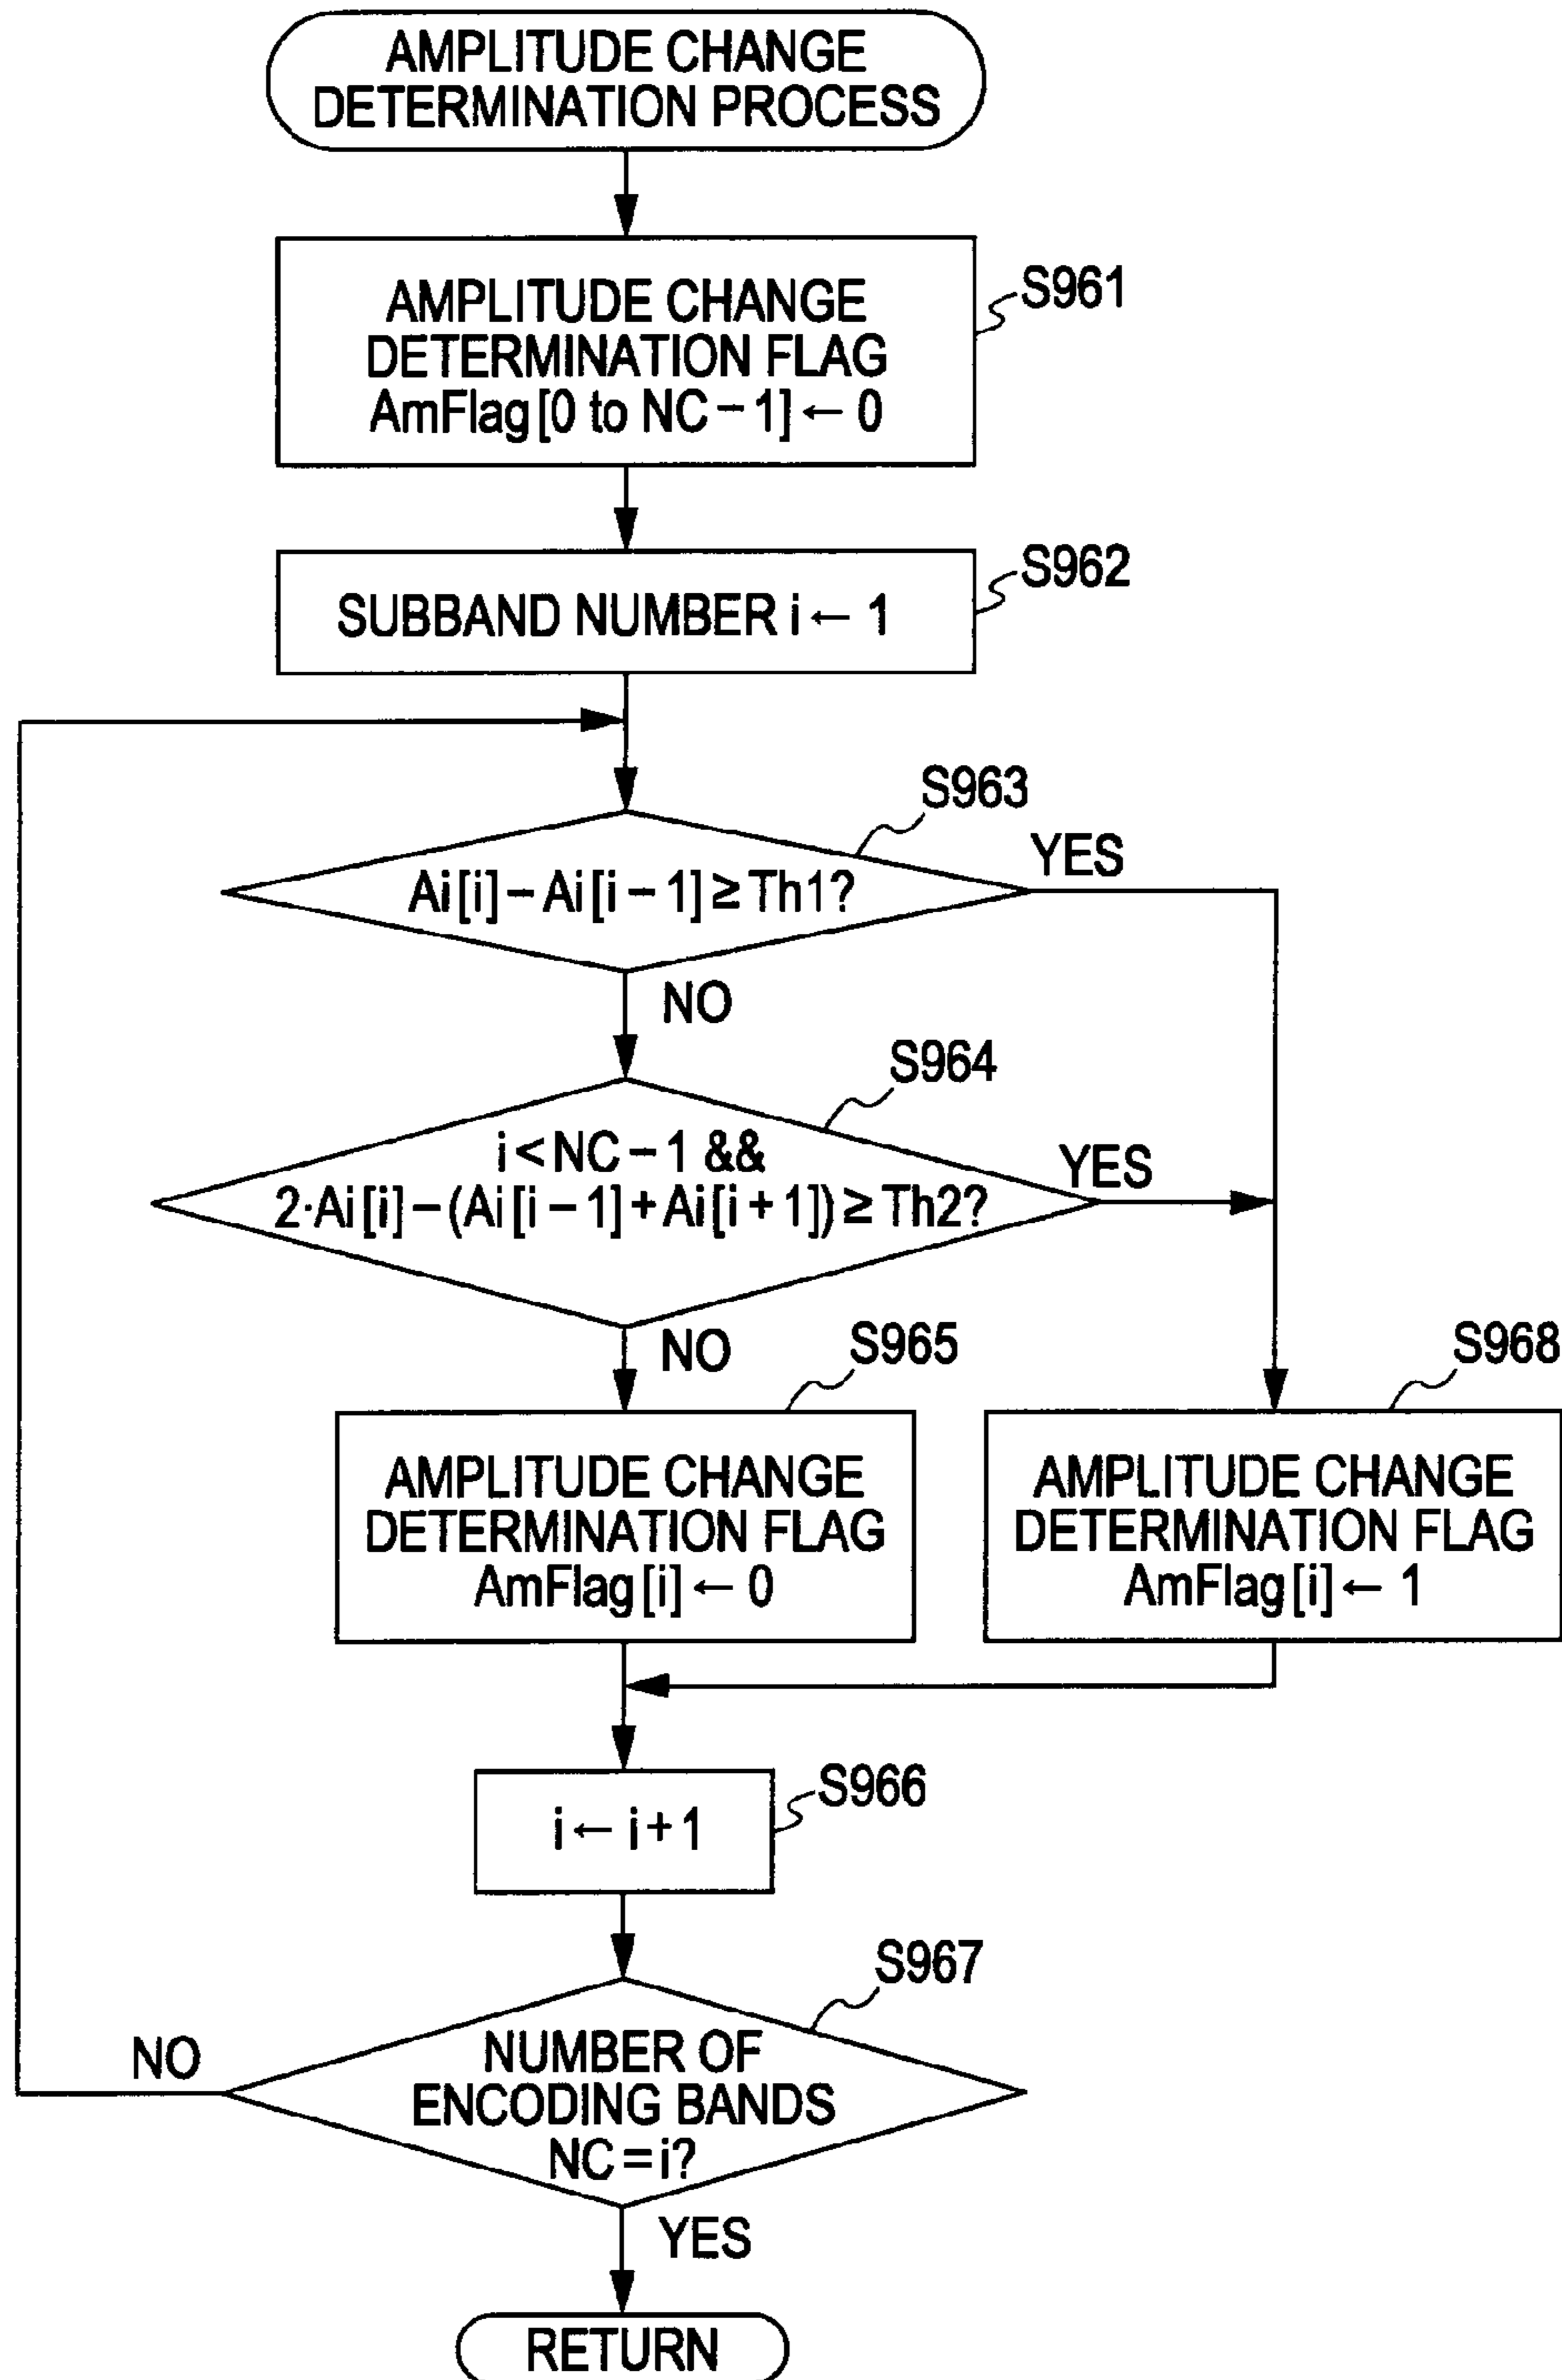 AMPLITUDE CHANGE
DETERMINATION PROCESS
S961
AMPLITUDE CHANGE
DETERMINATION FLAG
AmFlag[0 to NC－1] ← 0
S962
SUBBAND NUMBER i ← 1
S963
Ai[i]－Ai[i－1] ≥ Th1?
YES
NO
S964
i < NC－1 &&
2·Ai[i]－(Ai[i－1]+Ai[i+1]) ≥ Th2?
YES
NO
S965
AMPLITUDE CHANGE
DETERMINATION FLAG
AmFlag[i] ← 0
S968
AMPLITUDE CHANGE
DETERMINATION FLAG
AmFlag[i] ← 1
S966
i ← i+1
S967
NUMBER OF
ENCODING BANDS
NC = i?
NO
YES
RETURN